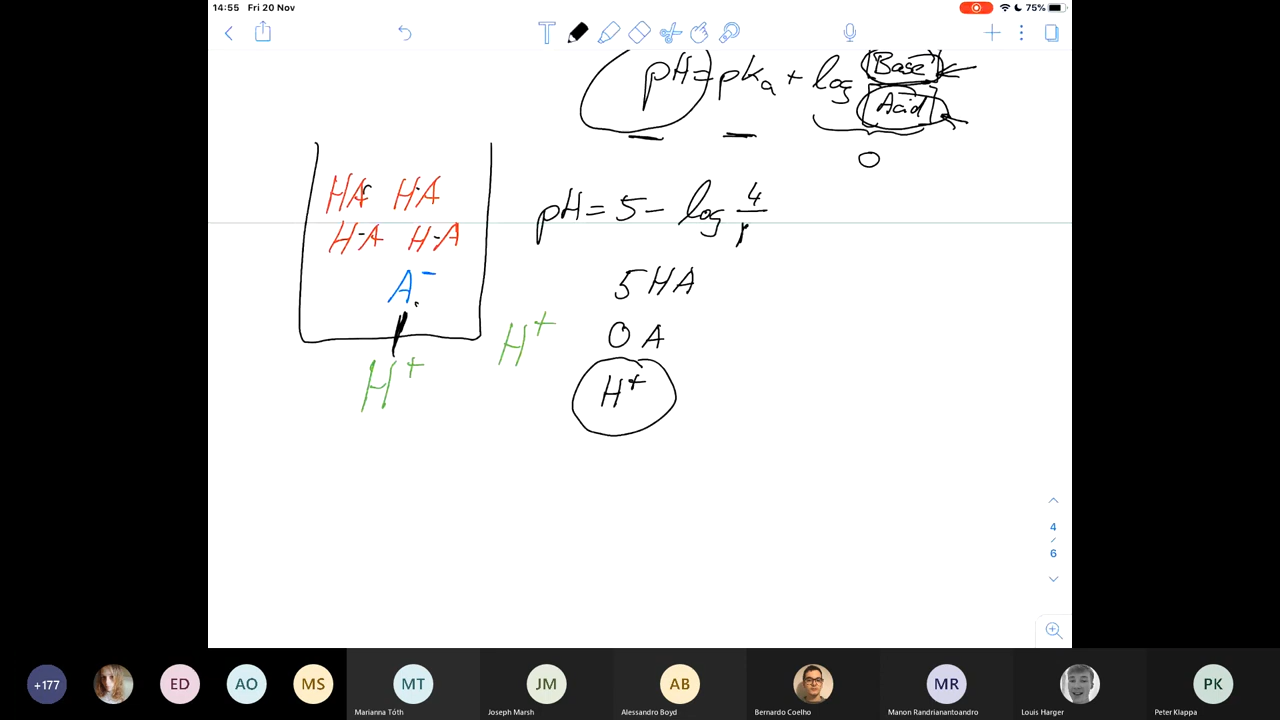 14:55 Fri 20 Nov
75%
T
pH = pKa + log Base
Acid
0
HA HA
H-A H-A
A⁻
H⁺
H⁺
pH = 5 - log 4/1
5 HA
0 A
H⁺
4
/
6
+177
ED
AO
MS
MT
Marianna Tóth
JM
Joseph Marsh
AB
Alessandro Boyd
Bernardo Coelho
MR
Manon Randrianantoandro
Louis Harger
PK
Peter Klappa